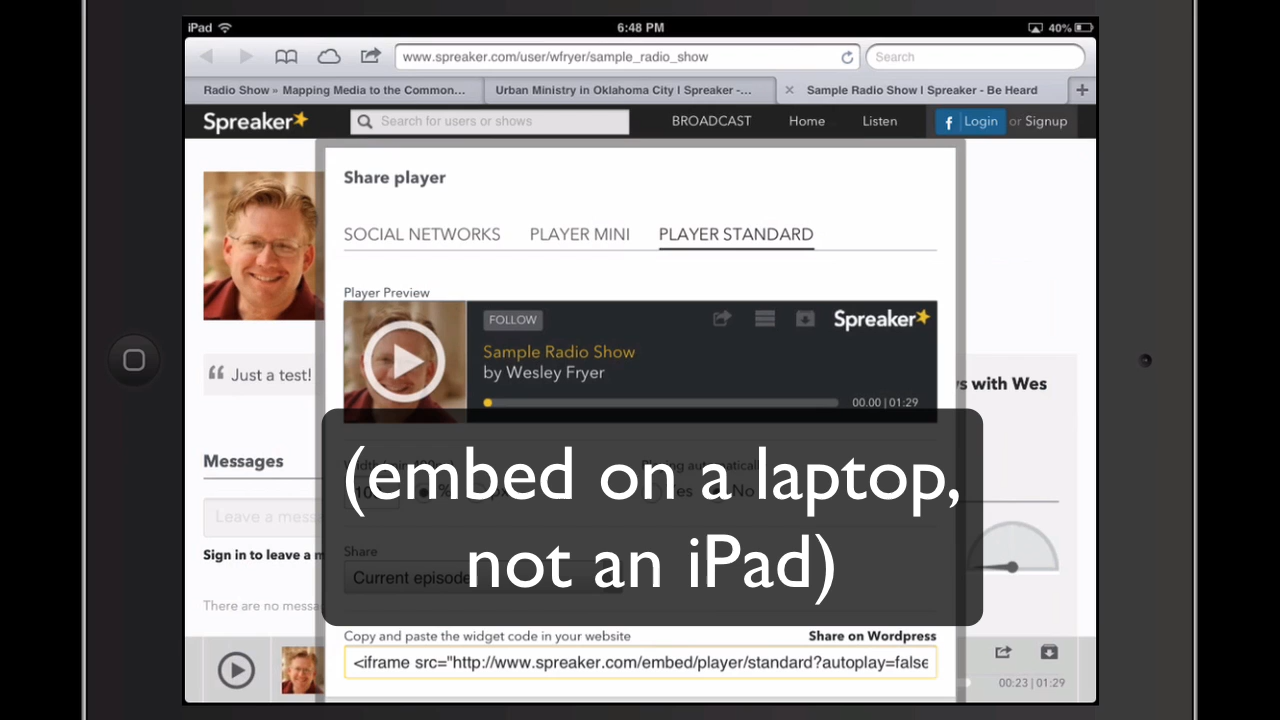 iPad
6:48 PM
40%
www.spreaker.com/user/wfryer/sample_radio_show
Search
Radio Show » Mapping Media to the Common...
Urban Ministry in Oklahoma City | Spreaker -...
Sample Radio Show | Spreaker - Be Heard
Spreaker
Search for users or shows
BROADCAST
Home
Listen
f Login or Signup
Share player
SOCIAL NETWORKS
PLAYER MINI
PLAYER STANDARD
Player Preview
FOLLOW
Spreaker
Sample Radio Show
by Wesley Fryer
00.00 | 01:29
“ Just a test!
s with Wes
(embed on a laptop,
not an iPad)
Yes
No
Share
Current episode
Messages
Leave a mess
Sign in to leave a m
There are no messa
Copy and paste the widget code in your website
Share on Wordpress
<iframe src="http://www.spreaker.com/embed/player/standard?autoplay=false
00:23 | 01:29